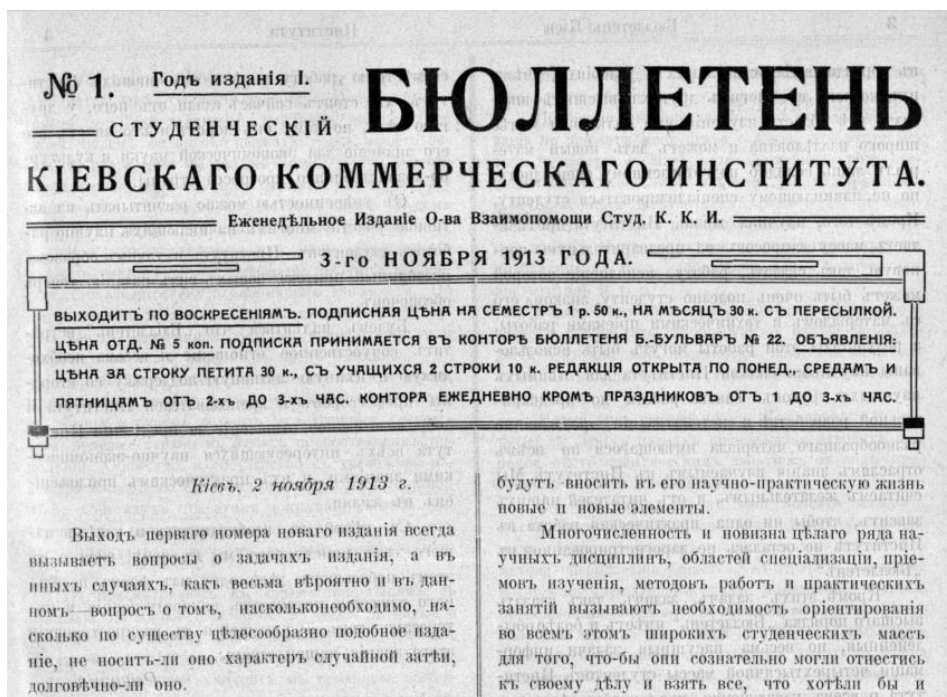 № 1. Годъ изданія I. БЮЛЛЕТЕНЬ
СТУДЕНЧЕСКІЙ
КІЕВСКАГО КОММЕРЧЕСКАГО ИНСТИТУТА.
Еженедѣльное Изданіе О-ва Взаимопомощи Студ. К. К. И.
3-го НОЯБРЯ 1913 ГОДА.
ВЫХОДИТЪ ПО ВОСКРЕСЕНІЯМЪ. ПОДПИСНАЯ ЦѢНА НА СЕМЕСТРЪ 1 р. 50 к., НА МѢСЯЦЪ 30 к. СЪ ПЕРЕСЫЛКОЙ.
ЦѢНА ОТД. № 5 коп. ПОДПИСКА ПРИНИМАЕТСЯ ВЪ КОНТОРѢ БЮЛЛЕТЕНЯ Б.-БУЛЬВАРЪ № 22. ОБЪЯВЛЕНІЯ:
ЦѢНА ЗА СТРОКУ ПЕТИТА 30 к., СЪ УЧАЩИХСЯ 2 СТРОКИ 10 к. РЕДАКЦІЯ ОТКРЫТА ПО ПОНЕД., СРЕДАМЪ И
ПЯТНИЦАМЪ ОТЪ 2-хъ ДО 3-хъ ЧАС. КОНТОРА ЕЖЕДНЕВНО КРОМѢ ПРАЗДНИКОВЪ ОТЪ 1 ДО 3-хъ ЧАС.
Кіевъ, 2 ноября 1913 г.
Выходъ перваго номера новаго изданія всегда
вызываетъ вопросы о задачахъ изданія, а въ
иныхъ случаяхъ, какъ весьма вѣроятно и въ дан-
номъ—вопросъ о томъ, насколько необходимо, на-
сколько по существу цѣлесообразно подобное изда-
ніе, не носитъ-ли оно характеръ случайной затѣи,
долговѣчно-ли оно.
будутъ вносить въ его научно-практическую жизнь
новые и новые элементы.
Многочисленность и новизна цѣлаго ряда на-
учныхъ дисциплинъ, областей спеціализаціи, пріе-
мовъ изученія, методовъ работъ и практическихъ
занятій вызываютъ необходимость оріентированія
во всемъ этомъ широкихъ студенческихъ массъ
для того, что-бы они сознательно могли отнестись
къ своему дѣлу и взять все, что хотѣли бы и